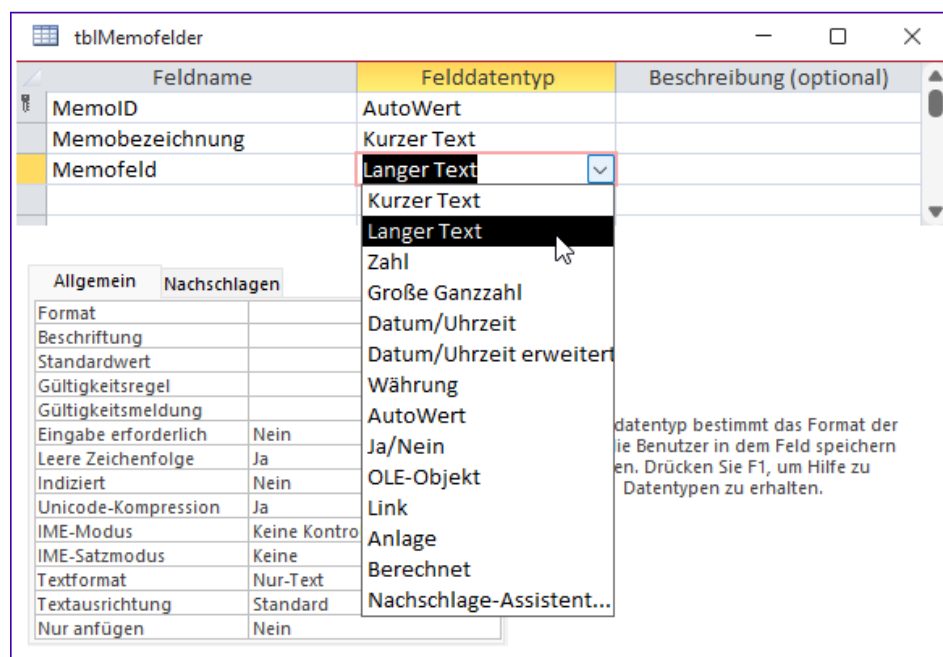 tblMemofelder
Feldname Felddatentyp Beschreibung (optional)
MemoID AutoWert
Memobezeichnung Kurzer Text
Memofeld Langer Text
Kurzer Text
Langer Text
Zahl
Große Ganzzahl
Datum/Uhrzeit
Datum/Uhrzeit erweitert
Währung
AutoWert
Ja/Nein
OLE-Objekt
Link
Anlage
Berechnet
Nachschlage-Assistent...
Allgemein Nachschlagen
Format
Beschriftung
Standardwert
Gültigkeitsregel
Gültigkeitsmeldung
Eingabe erforderlich Nein
Leere Zeichenfolge Ja
Indiziert Nein
Unicode-Kompression Ja
IME-Modus Keine Kontro
IME-Satzmodus Keine
Textformat Nur-Text
Textausrichtung Standard
Nur anfügen Nein
datentyp bestimmt das Format der
ie Benutzer in dem Feld speichern
en. Drücken Sie F1, um Hilfe zu
Datentypen zu erhalten.